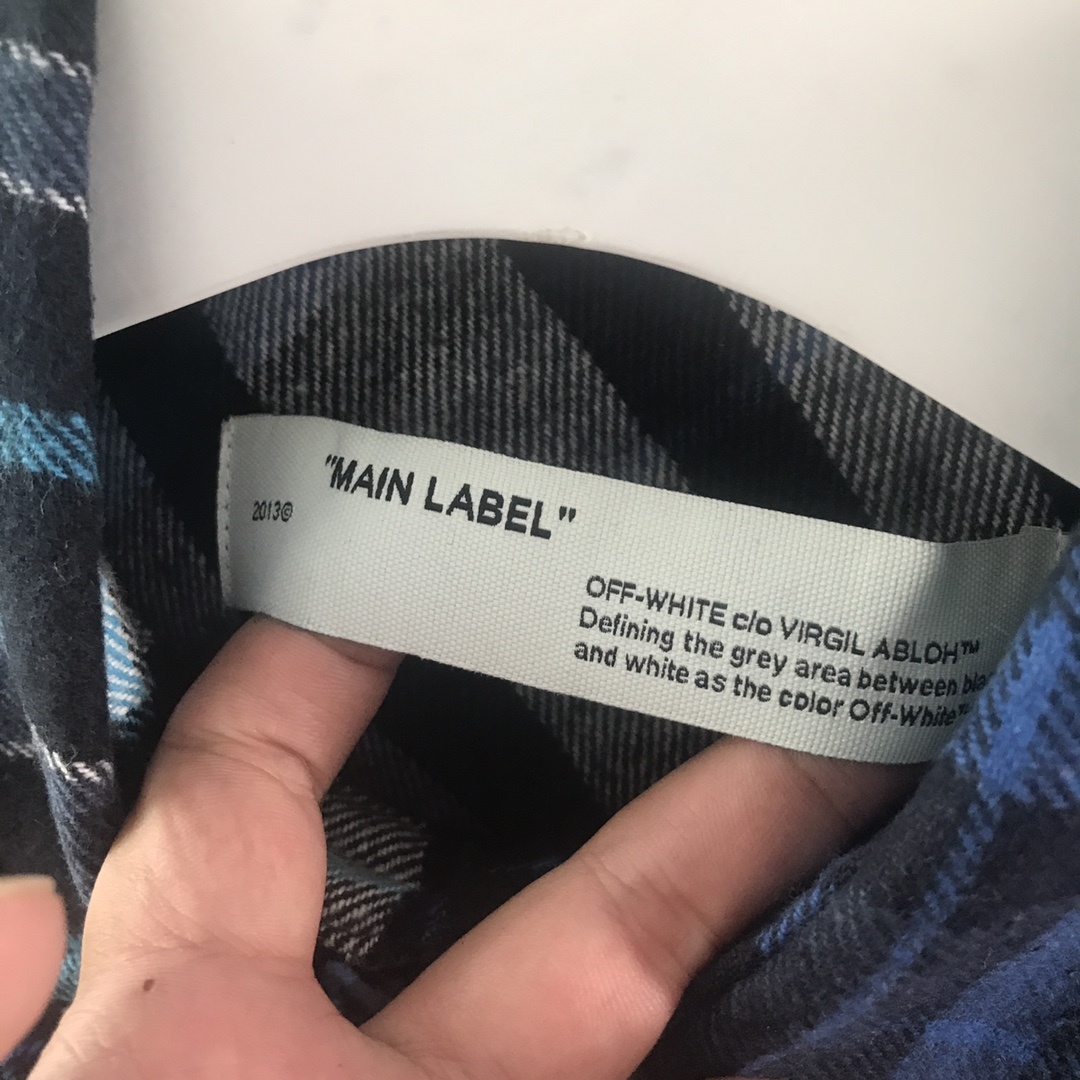 "MAIN LABEL"
2013©
OFF-WHITE c/o VIRGIL ABLOH™
Defining the grey area between
and white as the color Off-White™